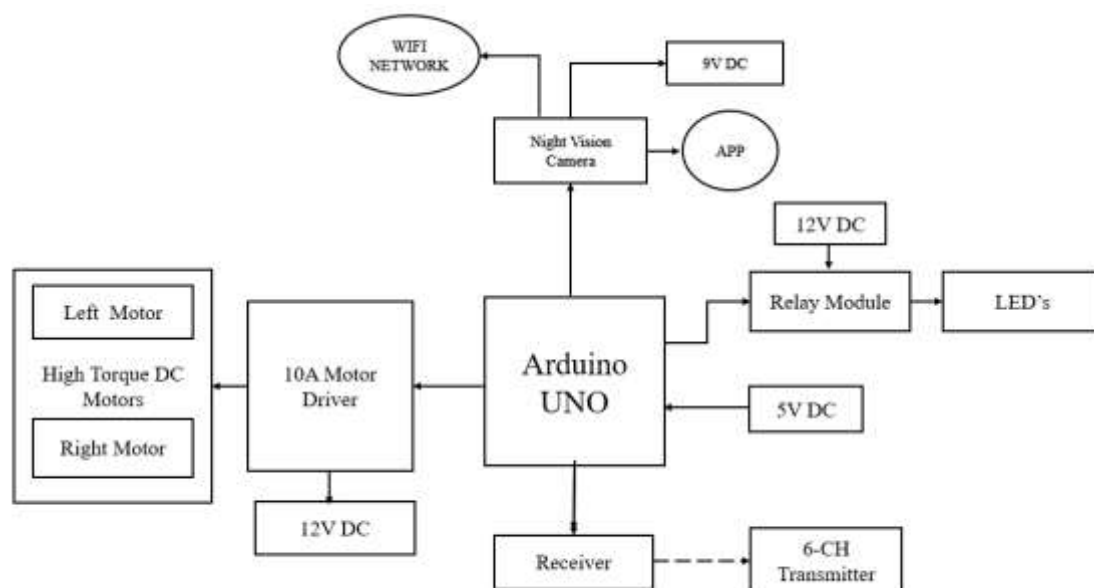 WIFI
NETWORK
9V DC
Night Vision
Camera
APP
12V DC
Relay Module
LED's
Left Motor
High Torque DC
Motors
Right Motor
10A Motor
Driver
12V DC
Arduino
UNO
5V DC
Receiver
6-CH
Transmitter